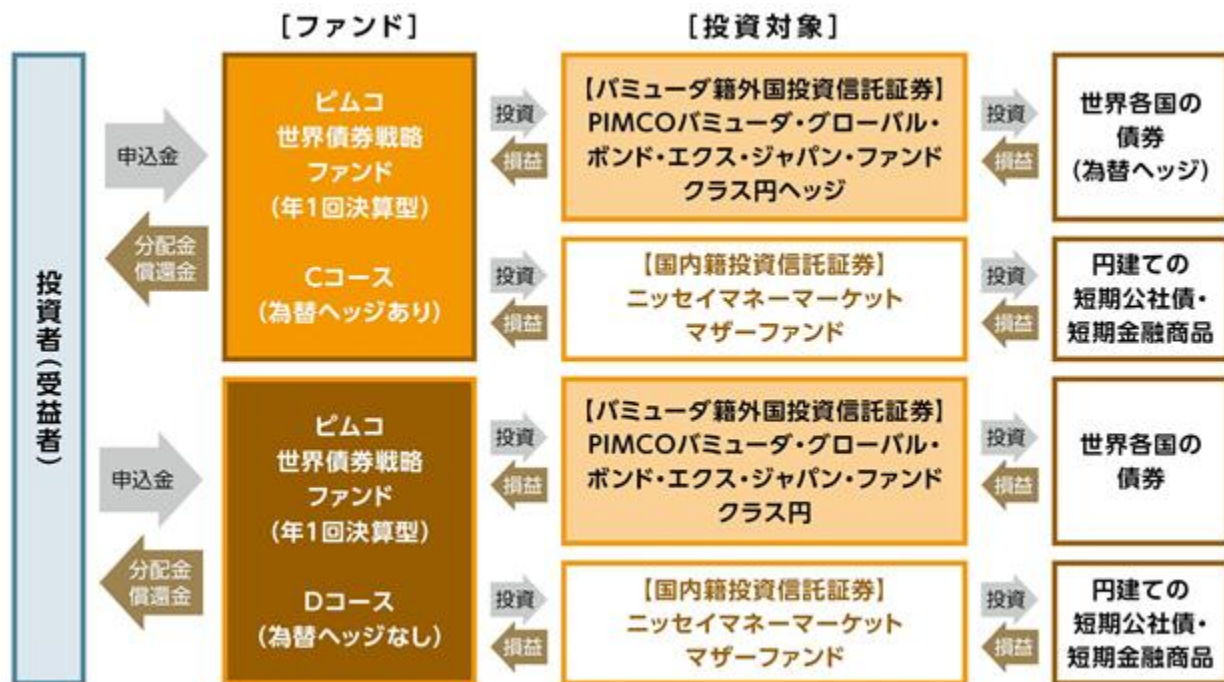 [ファンド]
[投資対象]
投資者(受益者)
申込金
分配金
償還金
ピムコ
世界債券戦略
ファンド
(年1回決算型)
Cコース
(為替ヘッジあり)
投資
損益
【バミューダ籍外国投資信託証券】
PIMCOバミューダ・グローバル・
ボンド・エクス・ジャパン・ファンド
クラス円ヘッジ
投資
損益
世界各国の
債券
(為替ヘッジ)
投資
損益
【国内籍投資信託証券】
ニッセイマネーマーケット
マザーファンド
投資
損益
円建ての
短期公社債・
短期金融商品
申込金
分配金
償還金
ピムコ
世界債券戦略
ファンド
(年1回決算型)
Dコース
(為替ヘッジなし)
投資
損益
【バミューダ籍外国投資信託証券】
PIMCOバミューダ・グローバル・
ボンド・エクス・ジャパン・ファンド
クラス円
投資
損益
世界各国の
債券
投資
損益
【国内籍投資信託証券】
ニッセイマネーマーケット
マザーファンド
投資
損益
円建ての
短期公社債・
短期金融商品